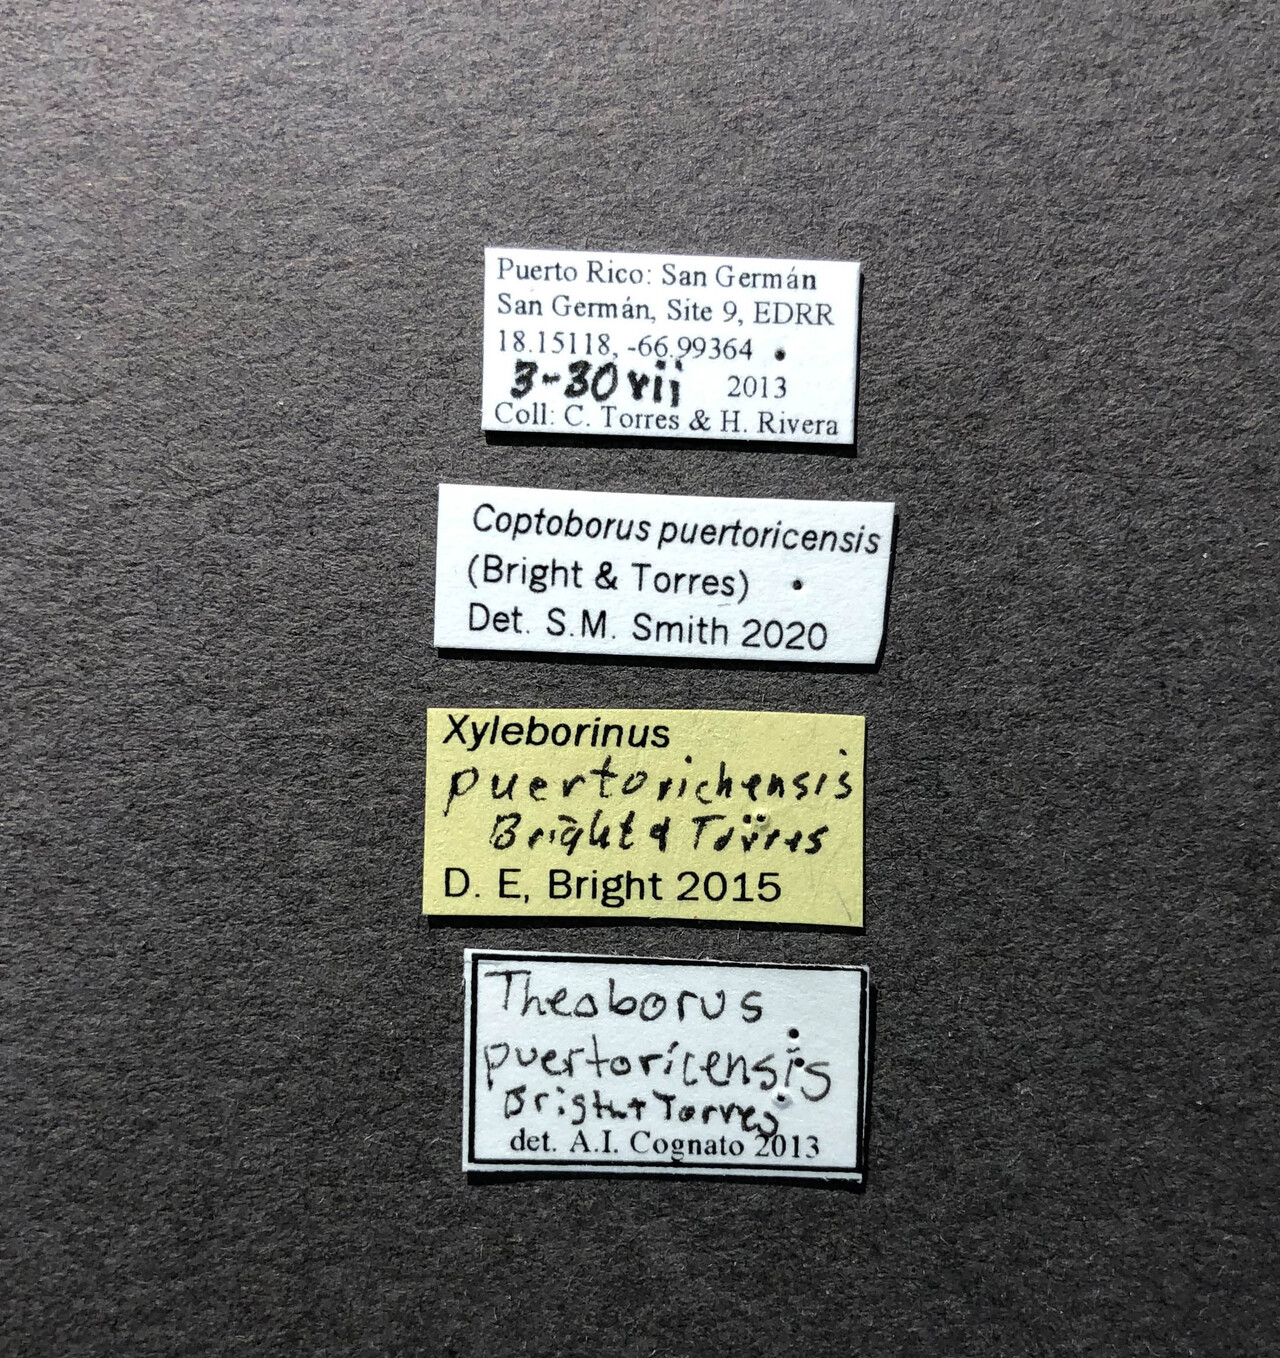 Puerto Rico: San Germán
San Germán, Site 9, EDRR
18.15118, -66.99364
3-30 vii 2013
Coll: C. Torres & H. Rivera
Coptoborus puertoricensis
(Bright & Torres)
Det. S.M. Smith 2020
Xyleborinus
puertorichensis
Bright & Torres
D. E, Bright 2015
Theoborus
puertoricensis
Bright + Torres
det. A.I. Cognato 2013